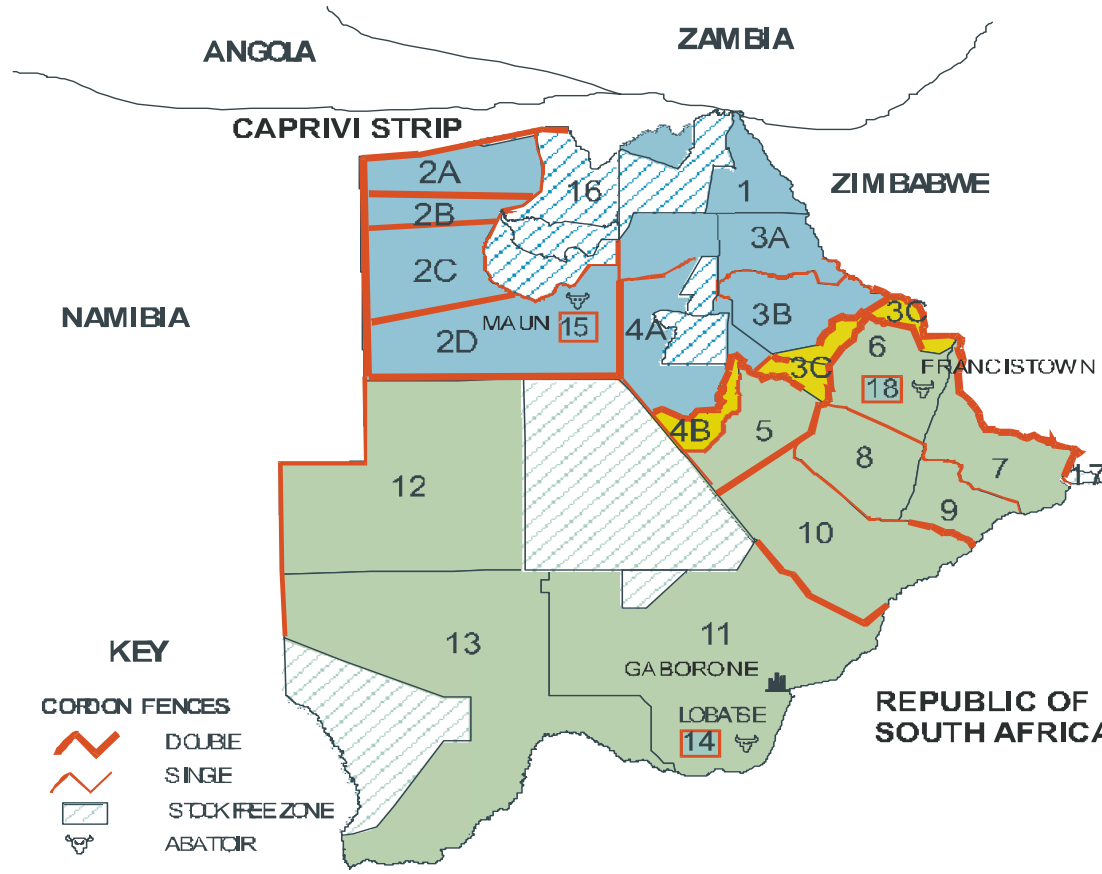 ZAMBIA
ANGOLA
CAPRIVI STRIP
2A
16
1
ZIMBABWE
2B
3A
2C
NAMIBIA
MAUN 15
3B
3C
4A
2D
6
3C
FRANCISTOWN
18
4B
5
8
7
17
12
9
10
13
11
KEY
GABORONE
CORDON FENCES
LOBATSE
REPUBLIC OF
SOUTH AFRICA
14
DOUBLE
SINGLE
STOCK FREE ZONE
ABATTOIR